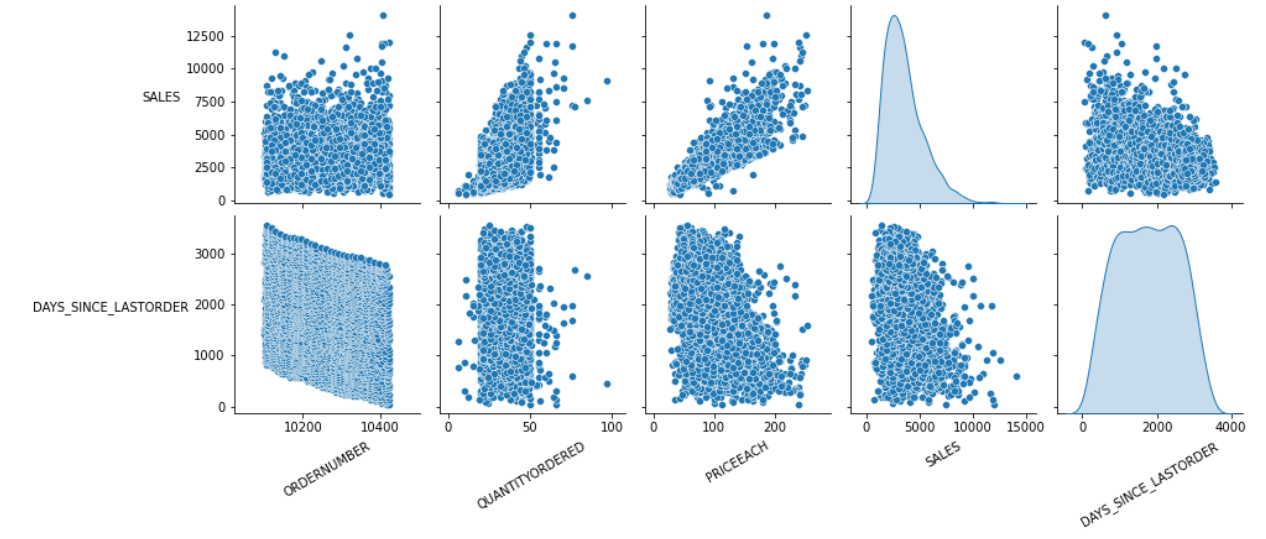 12500
10000
SALES 7500
5000
2500
0
3000
DAYS_SINCE_LASTORDER 2000
1000
0
10200 10400 0 50 100 0 100 200 0 5000 10000 15000 0 2000 4000
ORDERNUMBER QUANTITYORDERED PRICEEACH SALES DAYS_SINCE_LASTORDER